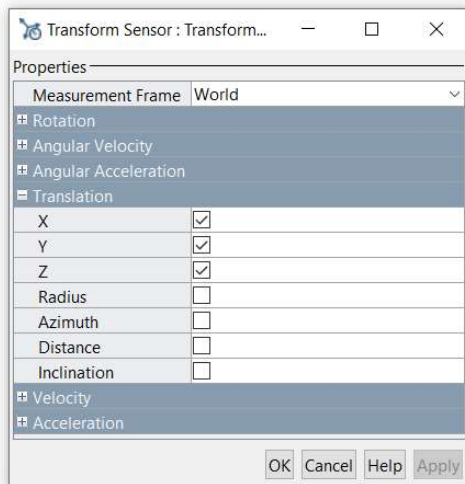 Transform Sensor : Transform...
Properties
Measurement Frame World
Rotation
Angular Velocity
Angular Acceleration
Translation
X
Y
Z
Radius
Azimuth
Distance
Inclination
Velocity
Acceleration
OK Cancel Help Apply